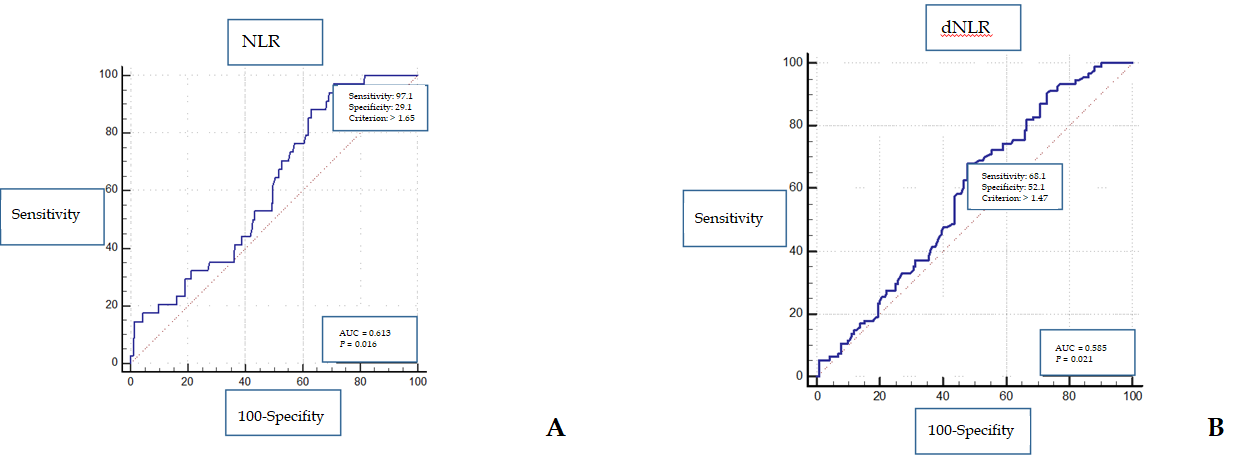 NLR
100
80
60
40
20
0
Sensitivity
Sensitivity: 97.1
Specificity: 29.1
Criterion: > 1.65
AUC = 0.613
P = 0.016
0 20 40 60 80 100
100-Specifity
A
dNLR
100
80
60
40
20
0
Sensitivity
Sensitivity: 68.1
Specificity: 52.1
Criterion: > 1.47
AUC = 0.585
P = 0.021
0 20 40 60 80 100
100-Specifity
B